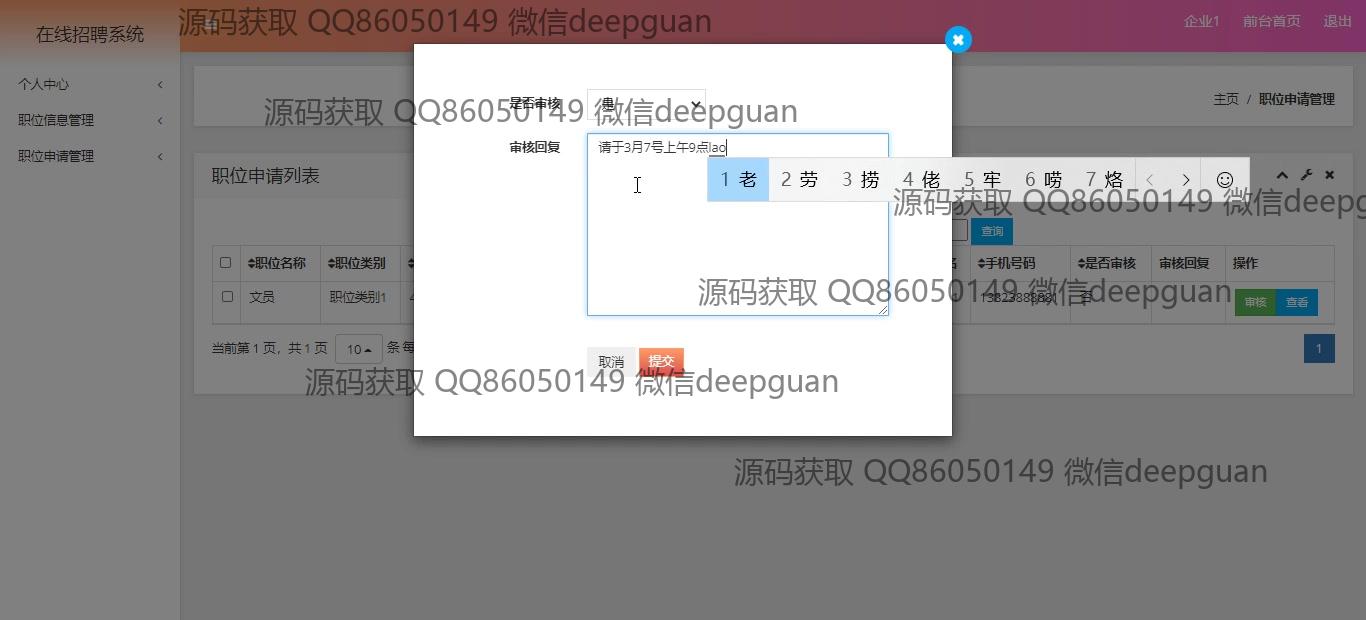 在线招聘系统
源码获取 QQ86050149 微信deepguan
企业1 前台首页 退出
个人中心
职位信息管理
职位申请管理
主页 / 职位申请管理
是否审核 是
源码获取 QQ86050149 微信deepguan
审核回复 请于3月7号上午9点lao
1 老 2 劳 3 捞 4 佬 5 牢 6 唠 7 烙
职位申请列表
源码获取 QQ86050149 微信deepg
查询
职位名称 职位类别 名 手机号码 是否审核 审核回复 操作
文员 职位类别1 13823888881 否 审核 查看
源码获取 QQ86050149 微信deepguan
当前第 1 页，共 1 页 10 条 每 1
取消 提交
源码获取 QQ86050149 微信deepguan
源码获取 QQ86050149 微信deepguan